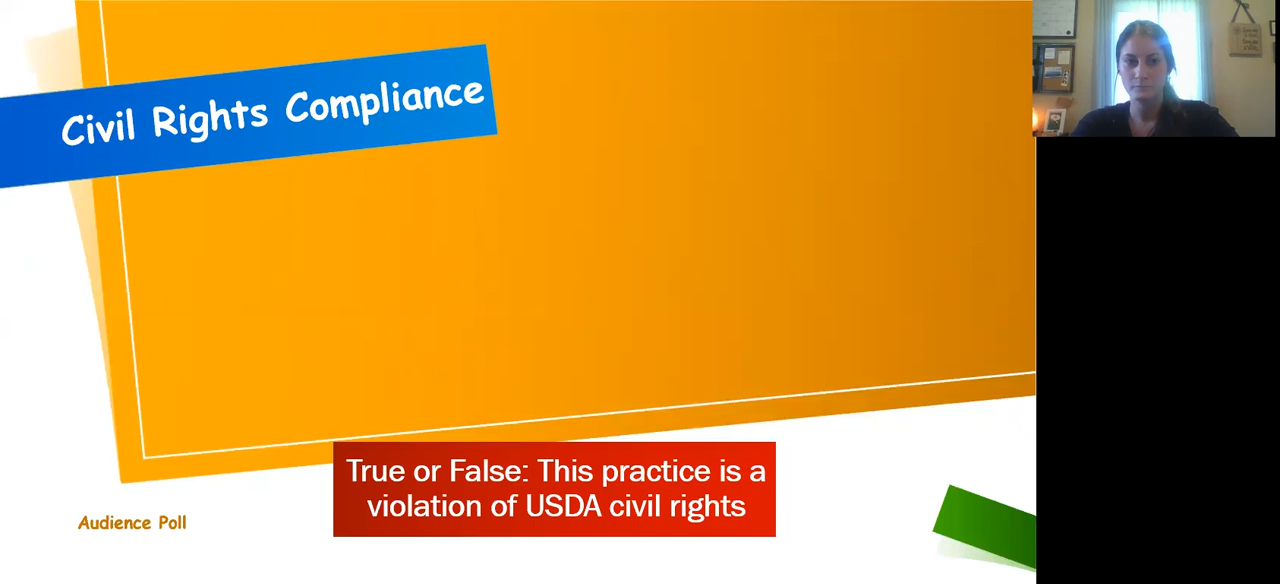 Civil Rights Compliance
True or False: This practice is a
violation of USDA civil rights
Audience Poll